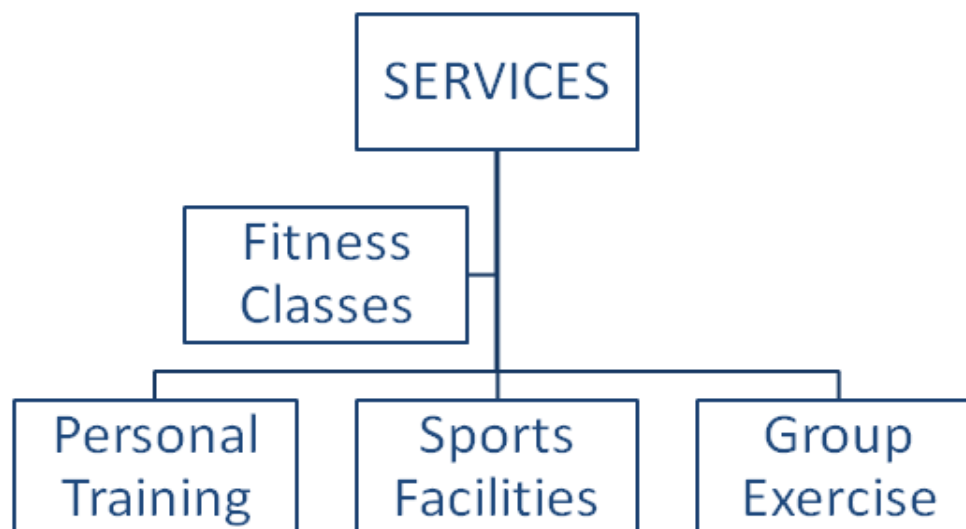 SERVICES
Fitness
Classes
Personal
Training
Sports
Facilities
Group
Exercise